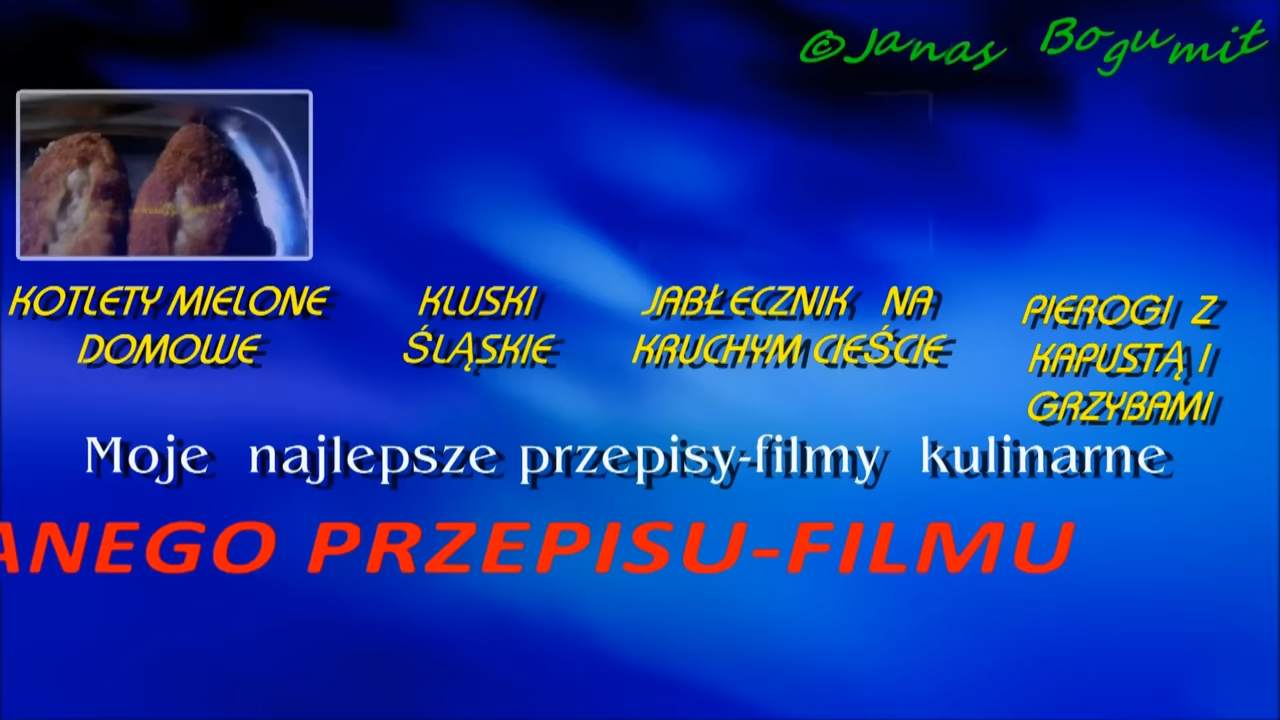 ©Janas Bogumił
KOTLETY MIELONE
DOMOWE
KLUSKI
ŚLĄSKIE
JABŁECZNIK NA
KRUCHYM CIEŚCIE
PIEROGI Z
KAPUSTĄ I
GRZYBAMI
Moje najlepsze przepisy-filmy kulinarne
ANEGO PRZEPISU-FILMU